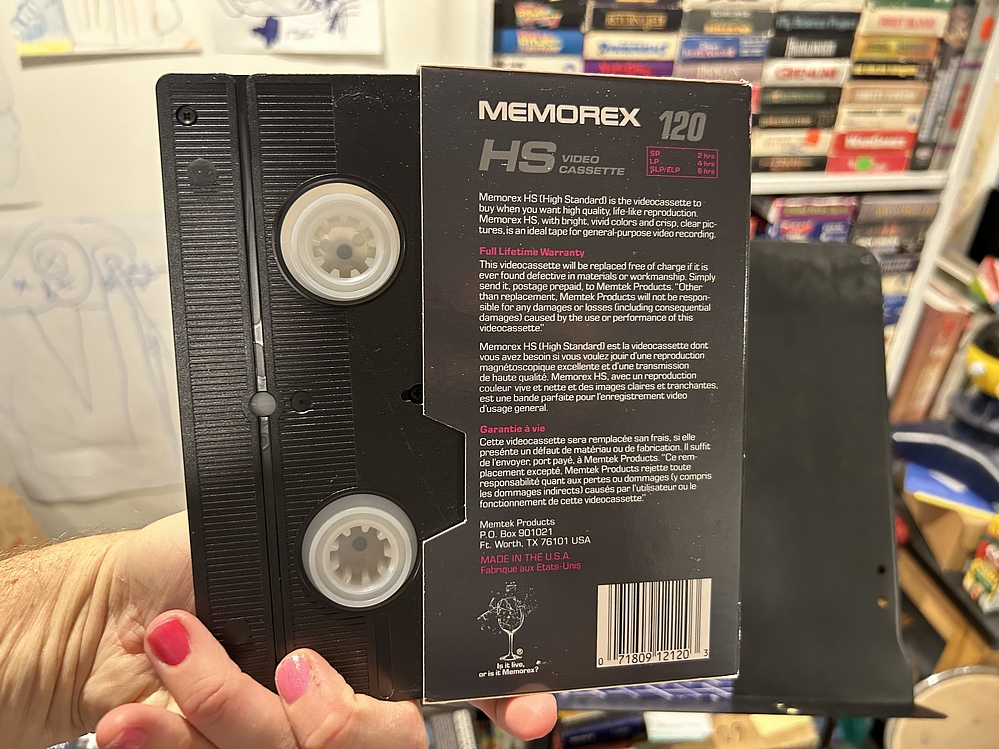 MEMOREX 120
HS VIDEO
CASSETTE
SP 2 hrs
LP 4 hrs
SLP/ELP 6 hrs
Memorex HS (High Standard) is the videocassette to
buy when you want high quality, life-like reproduction.
Memorex HS, with bright, vivid colors and crisp, clear pic-
tures, is an ideal tape for general-purpose video recording.
Full Lifetime Warranty
This videocassette will be replaced free of charge if it is
ever found defective in materials or workmanship. Simply
send it, postage prepaid, to Memtek Products. "Other
than replacement, Memtek Products will not be respon-
sible for any damages or losses (including consequential
damages) caused by the use or performance of this
videocassette."
Memorex HS (High Standard) est la videocassette dont
vous avez besoin si vous voulez jouir d'une reproduction
magnétoscopique excellente et d'une transmission
de haute qualité. Memorex HS, avec un reproduction
couleur vive et nette et des images claires et tranchantes,
est une bande parfaite pour l'enregistrement video
d'usage general.
Garantie à vie
Cette videocassette sera remplacée san frais, si elle
présénte un défaut de matériau ou de fabrication. Il suffit
de l'envoyer, port payé, à Memtek Products. "Ce rem-
placement excepté, Memtek Products rejette toute
responsabilité quant aux pertes ou dommages (y compris
les dommages indirects) causés par l'utilisateur ou le
fonctionnement de cette videocassette."
Memtek Products
P.O. Box 901021
Ft. Worth, TX 76101 USA
MADE IN THE U.S.A.
Fabrique aux Etats-Unis
Is it live,
or is it Memorex?
®
0 71809 12120 3
GREMLINS